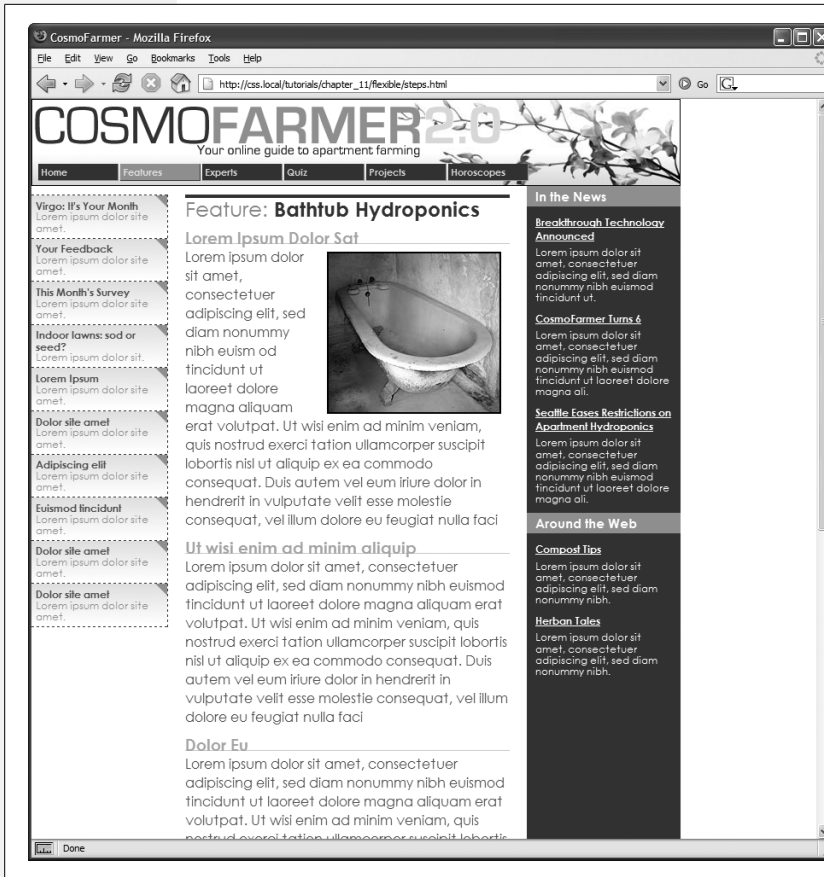 CosmoFarmer - Mozilla Firefox
File Edit View Go Bookmarks Tools Help
http://css.local/tutorials/chapter_11/flexible/steps.html Go G
COSMOFARMER2.0
Your online guide to apartment farming
Home Features Experts Quiz Projects Horoscopes
Virgo: It's Your Month
Lorem ipsum dolor site
amet.
Your Feedback
Lorem ipsum dolor site
amet.
This Month's Survey
Lorem ipsum dolor site
amet.
Indoor lawns: sod or
seed?
Lorem ipsum dolor sit.
Lorem Ipsum
Lorem ipsum dolor site
amet.
Dolor site amet
Lorem ipsum dolor site
amet.
Adipiscing elit
Lorem ipsum dolor site
amet.
Euismod tincidunt
Lorem ipsum dolor site
amet.
Dolor site amet
Lorem ipsum dolor site
amet.
Dolor site amet
Lorem ipsum dolor site
amet.
Feature: Bathtub Hydroponics
Lorem Ipsum Dolor Sat
Lorem ipsum dolor
sit amet,
consectetuer
adipiscing elit, sed
diam nonummy
nibh euism od
tincidunt ut
laoreet dolore
magna aliquam
erat volutpat. Ut wisi enim ad minim veniam,
quis nostrud exerci tation ullamcorper suscipit
lobortis nisl ut aliquip ex ea commodo
consequat. Duis autem vel eum iriure dolor in
hendrerit in vulputate velit esse molestie
consequat, vel illum dolore eu feugiat nulla faci
Ut wisi enim ad minim aliquip
Lorem ipsum dolor sit amet, consectetuer
adipiscing elit, sed diam nonummy nibh euismod
tincidunt ut laoreet dolore magna aliquam erat
volutpat. Ut wisi enim ad minim veniam, quis
nostrud exerci tation ullamcorper suscipit lobortis
nisl ut aliquip ex ea commodo consequat. Duis
autem vel eum iriure dolor in hendrerit in
vulputate velit esse molestie consequat, vel illum
dolore eu feugiat nulla faci
Dolor Eu
Lorem ipsum dolor sit amet, consectetuer
adipiscing elit, sed diam nonummy nibh euismod
tincidunt ut laoreet dolore magna aliquam erat
volutpat. Ut wisi enim ad minim veniam, quis
nostrud exerci tation ullamcorper suscipit lobortis
In the News
Breakthrough Technology
Announced
Lorem ipsum dolor sit
amet, consectetuer
adipiscing elit, sed diam
nonummy nibh euismod
tincidunt ut.
CosmoFarmer Turns 6
Lorem ipsum dolor sit
amet, consectetuer
adipiscing elit, sed diam
nonummy nibh euismod
tincidunt ut laoreet dolore
magna ali.
Seattle Eases Restrictions on
Apartment Hydroponics
Lorem ipsum dolor sit
amet, consectetuer
adipiscing elit, sed diam
nonummy nibh euismod
tincidunt ut laoreet dolore
magna ali.
Around the Web
Compost Tips
Lorem ipsum dolor sit
amet, consectetuer
adipiscing elit, sed diam
nonummy nibh.
Herban Tales
Lorem ipsum dolor sit
amet, consectetuer
adipiscing elit, sed diam
nonummy nibh.
Done